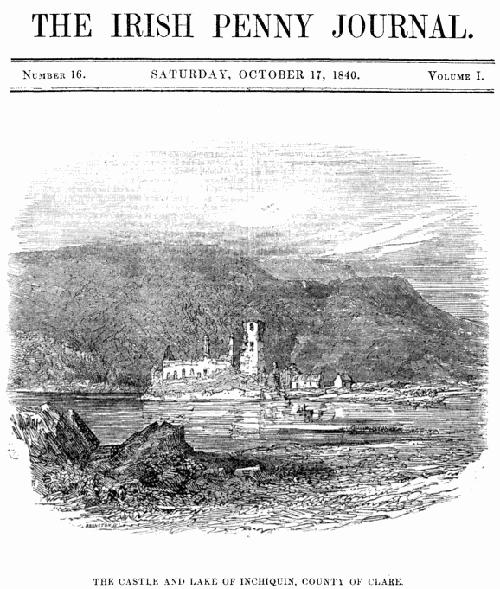 THE IRISH PENNY JOURNAL.
NUMBER 16. SATURDAY, OCTOBER 17, 1840. VOLUME I.
THE CASTLE AND LAKE OF INCHIQUIN, COUNTY OF CLARE.